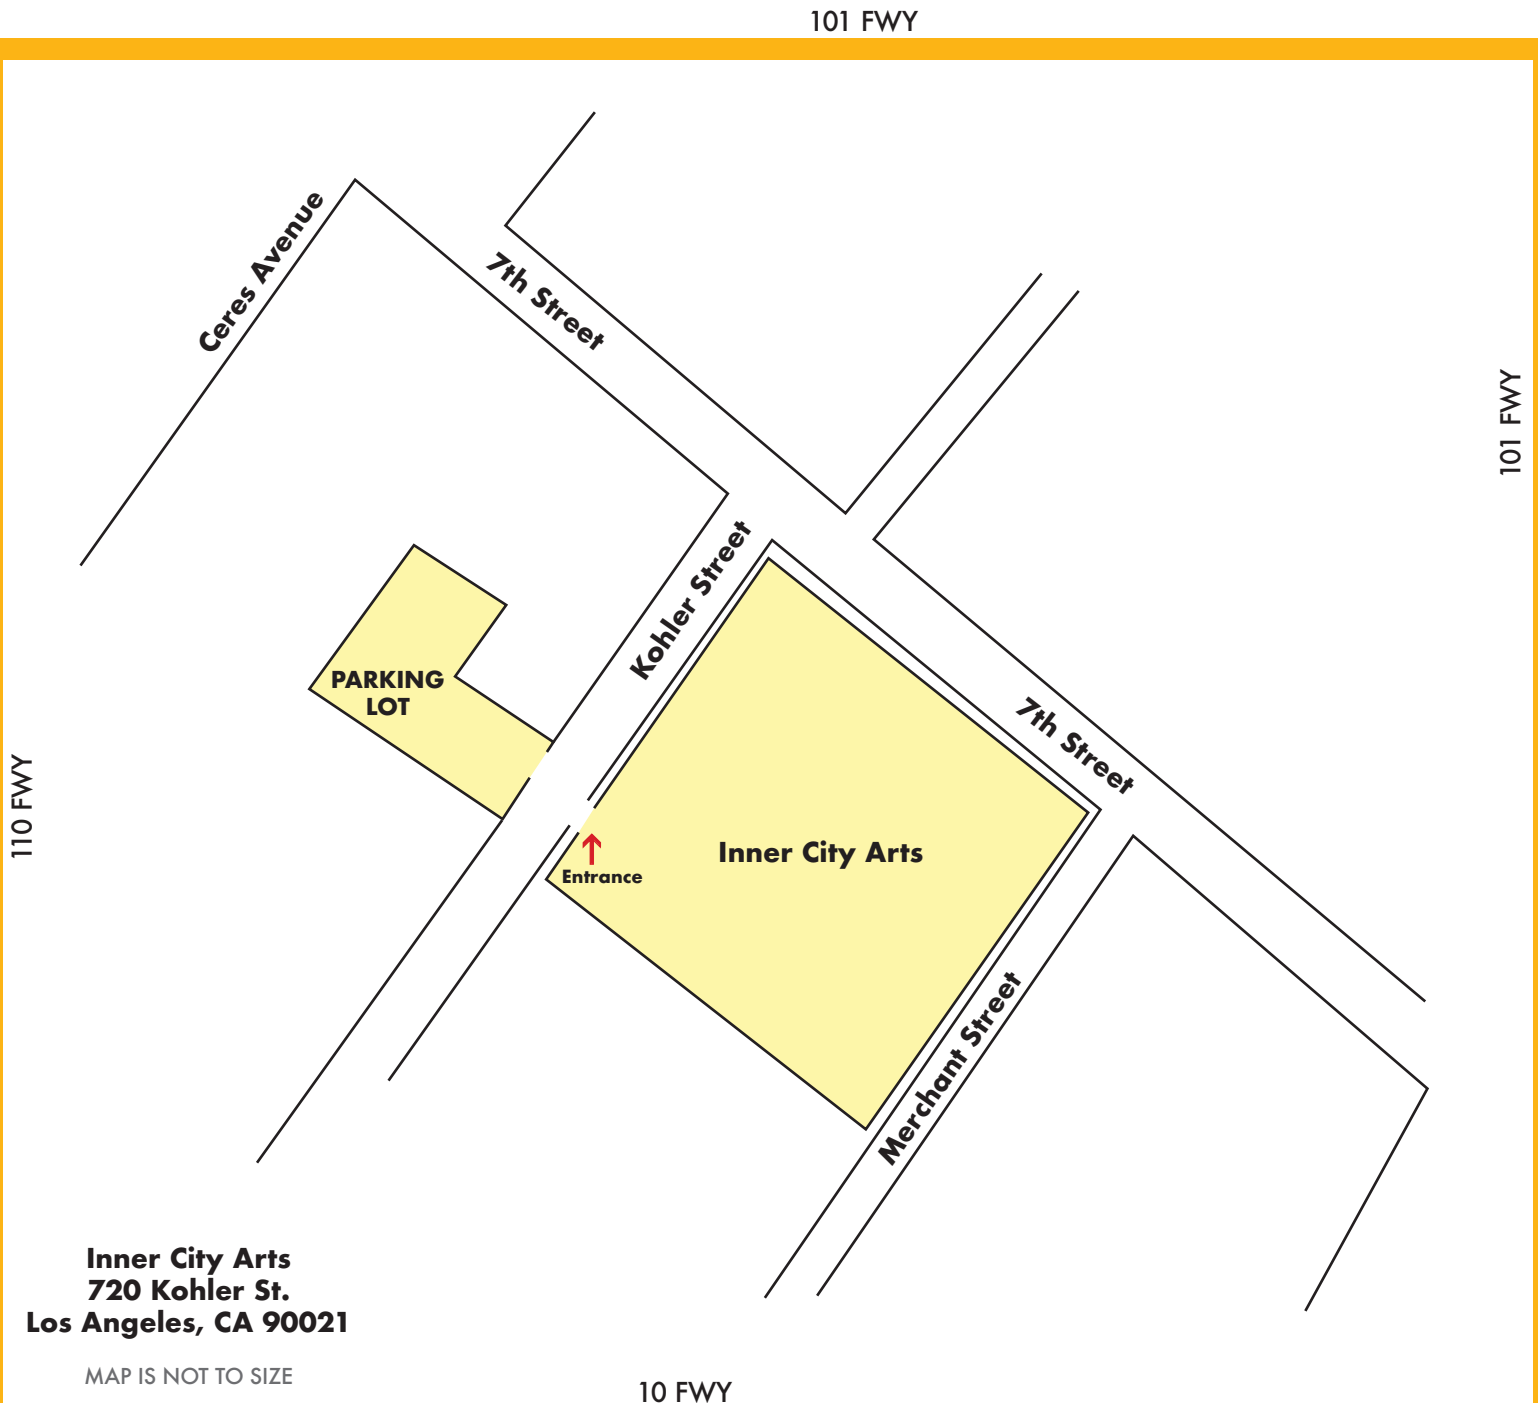 101 FWY
Ceres Avenue
7th Street
101 FWY
Kohler Street
PARKING
LOT
7th Street
110 FWY
Inner City Arts
Entrance
Merchant Street
Inner City Arts
720 Kohler St.
Los Angeles, CA 90021
MAP IS NOT TO SIZE
10 FWY